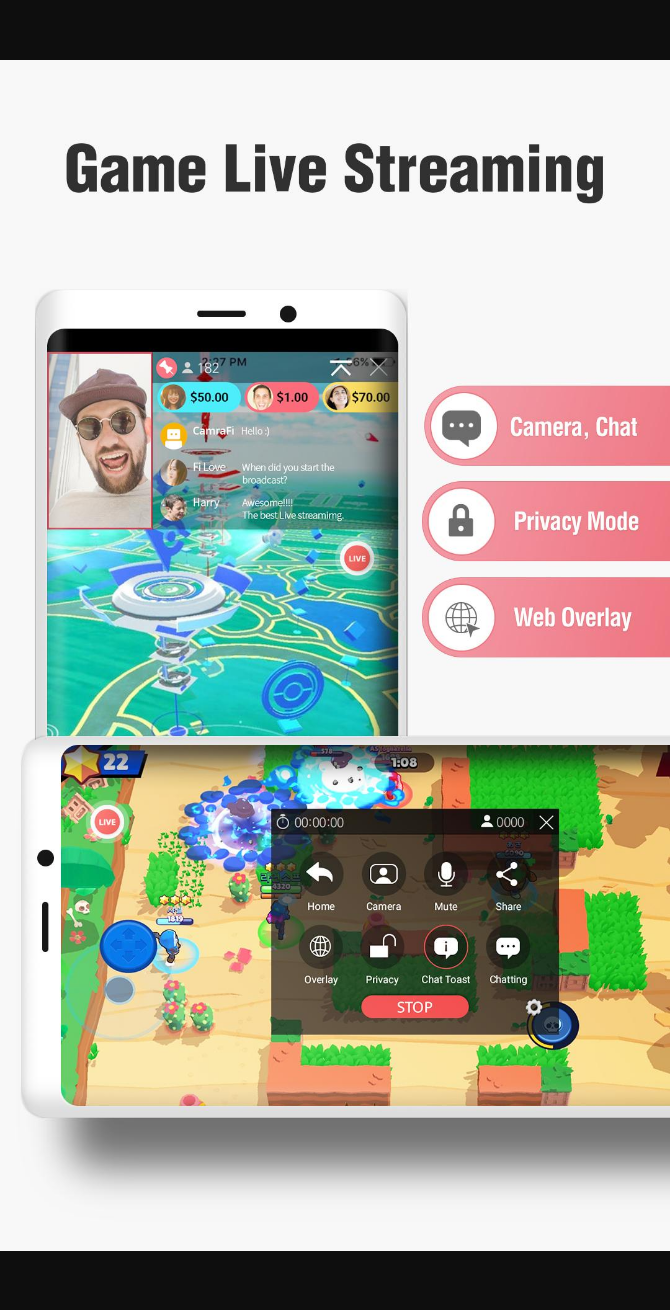 Game Live Streaming
2:37 PM
182
$50.00
$1.00
$70.00
CamraFi Hello :)
Fi Love When did you start the
broadcast?
Harry Awesome!!!!
The best Live streamimg.
LIVE
Camera, Chat
Privacy Mode
Web Overlay
22
1:08
LIVE
00:00:00
0000
Home
Camera
Mute
Share
Overlay
Privacy
Chat Toast
Chatting
STOP